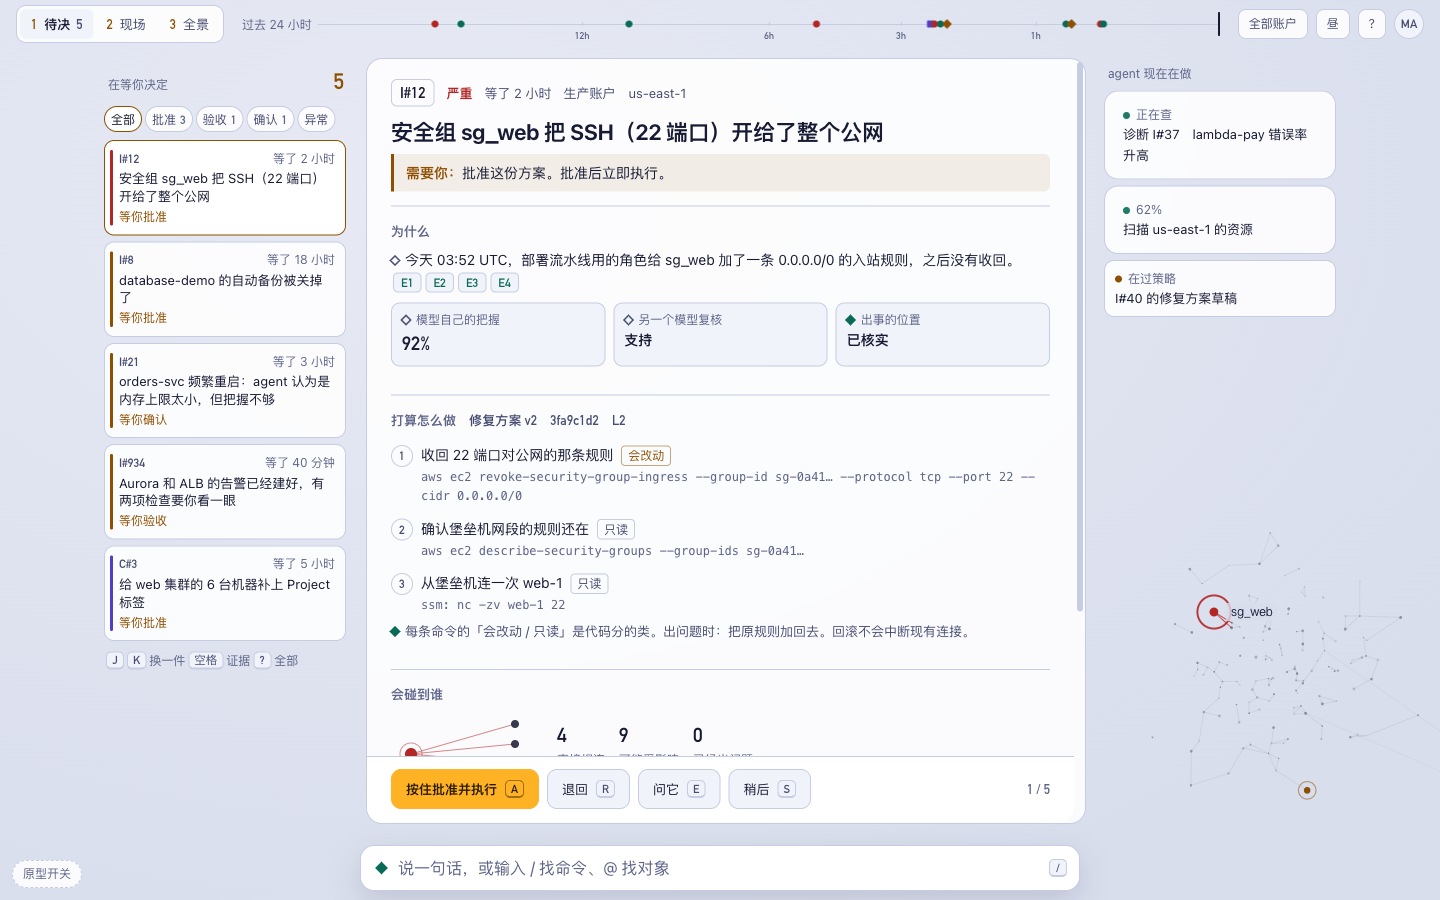 1 待决 5 2 现场 3 全景
过去 24 小时
12h 6h 3h 1h
全部账户 昼 ? MA
在等你决定 5
全部 批准 3 验收 1 确认 1 异常
I#12 等了 2 小时
安全组 sg_web 把 SSH（22 端口）
开给了整个公网
等你批准
I#8 等了 18 小时
database-demo 的自动备份被关掉
了
等你批准
I#21 等了 3 小时
orders-svc 频繁重启：agent 认为是
内存上限太小，但把握不够
等你确认
I#934 等了 40 分钟
Aurora 和 ALB 的告警已经建好，有
两项检查要你看一眼
等你验收
C#3 等了 5 小时
给 web 集群的 6 台机器补上 Project
标签
等你批准
J K 换一件 空格 证据 ? 全部
I#12 严重 等了 2 小时 生产账户 us-east-1
安全组 sg_web 把 SSH（22 端口）开给了整个公网
需要你：批准这份方案。批准后立即执行。
为什么
今天 03:52 UTC，部署流水线用的角色给 sg_web 加了一条 0.0.0.0/0 的入站规则，之后没有收回。
E1 E2 E3 E4
模型自己的把握
92%
另一个模型复核
支持
出事的位置
已核实
打算怎么做 修复方案 v2 3fa9c1d2 L2
1 收回 22 端口对公网的那条规则 会改动
aws ec2 revoke-security-group-ingress --group-id sg-0a41… --protocol tcp --port 22 --
cidr 0.0.0.0/0
2 确认堡垒机网段的规则还在 只读
aws ec2 describe-security-groups --group-ids sg-0a41…
3 从堡垒机连一次 web-1 只读
ssm: nc -zv web-1 22
每条命令的「会改动 / 只读」是代码分的类。出问题时：把原规则加回去。回滚不会中断现有连接。
会碰到谁
4 9 0
按住批准并执行 A 退回 R 问它 E 稍后 S 1 / 5
agent 现在在做
正在查
诊断 I#37 lambda-pay 错误率
升高
62%
扫描 us-east-1 的资源
在过策略
I#40 的修复方案草稿
sg_web
原型开关
说一句话，或输入 / 找命令、@ 找对象 /